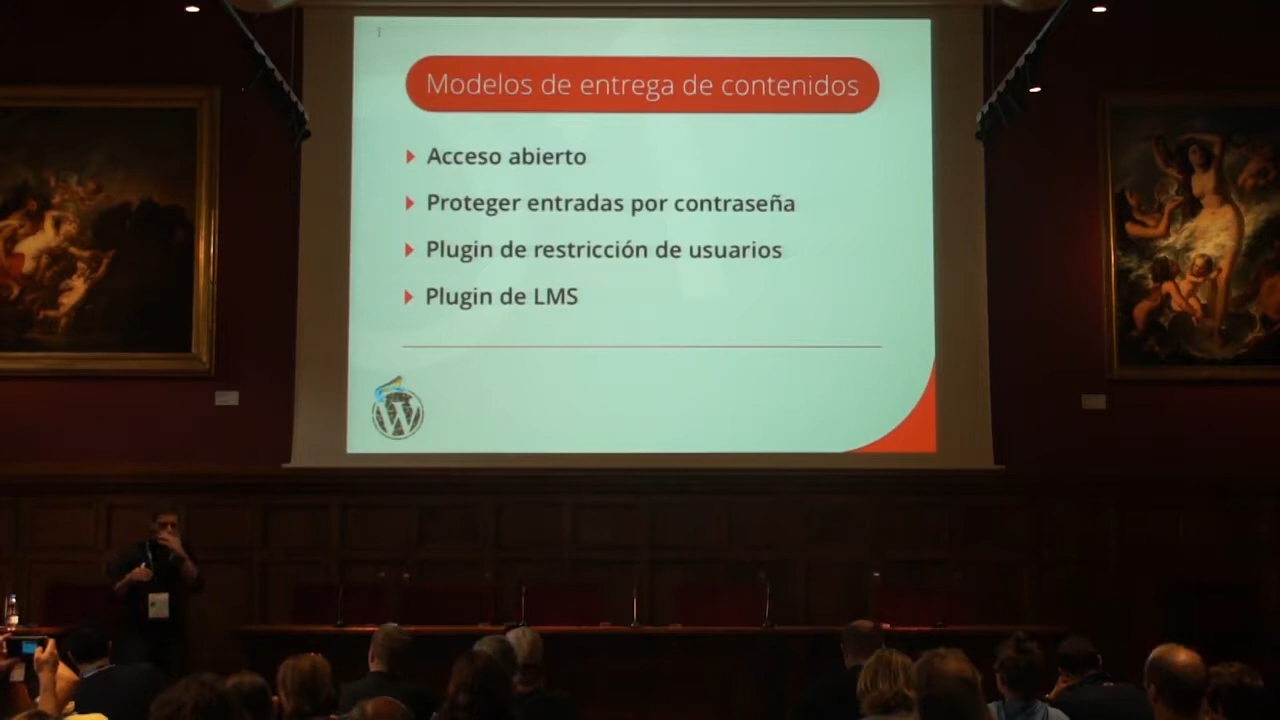 Modelos de entrega de contenidos
Acceso abierto
Proteger entradas por contraseña
Plugin de restricción de usuarios
Plugin de LMS
W